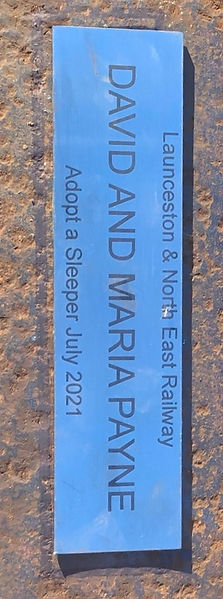 Launceston & North East Railway
DAVID AND MARIA PAYNE
Adopt a Sleeper July 2021